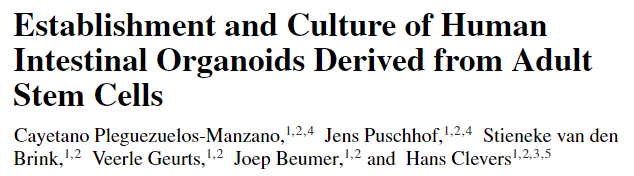 Establishment and Culture of Human
Intestinal Organoids Derived from Adult
Stem Cells
Cayetano Pleguezuelos-Manzano,1,2,4 Jens Puschhof,1,2,4 Stieneke van den
Brink,1,2 Veerle Geurts,1,2 Joep Beumer,1,2 and Hans Clevers1,2,3,5